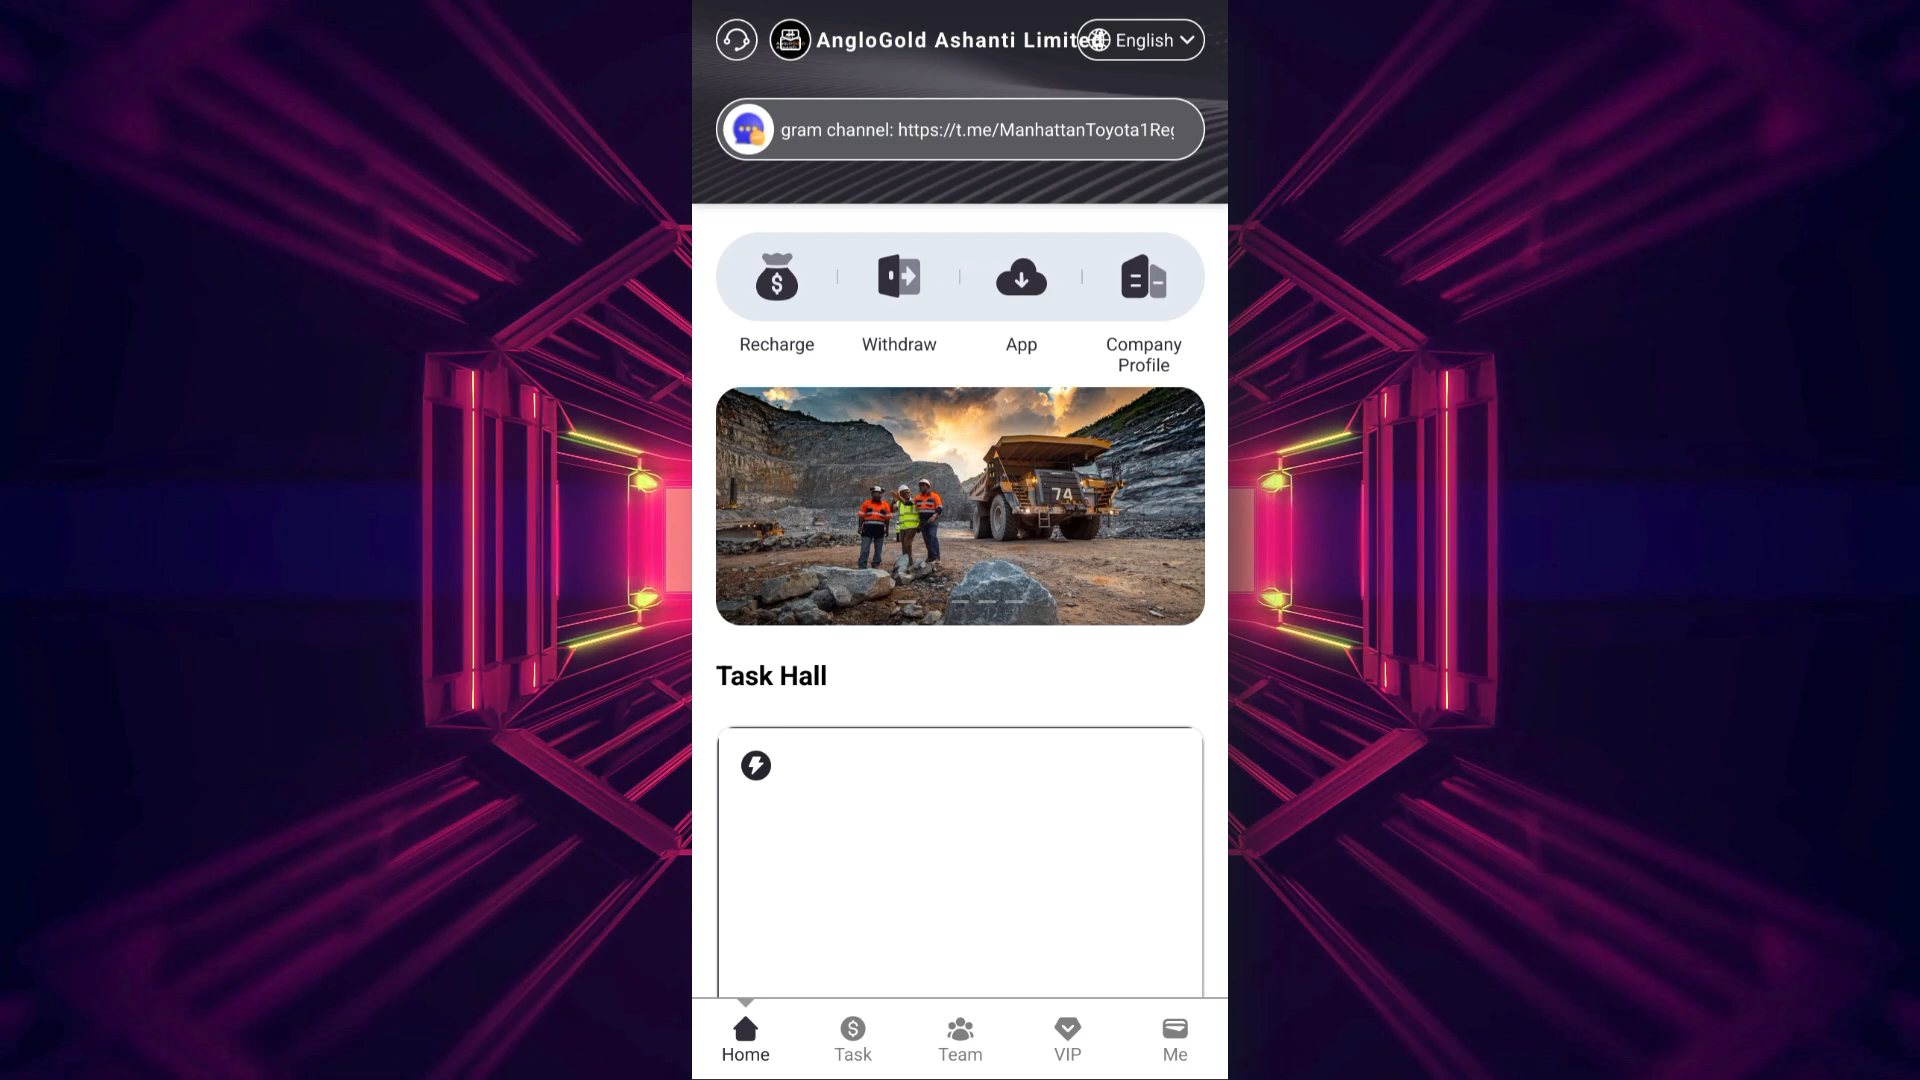 AngloGold Ashanti Limited
English
gram channel: https://t.me/ManhattanToyota1Reg
Recharge
Withdraw
App
Company
Profile
74
Task Hall
Home
Task
Team
VIP
Me